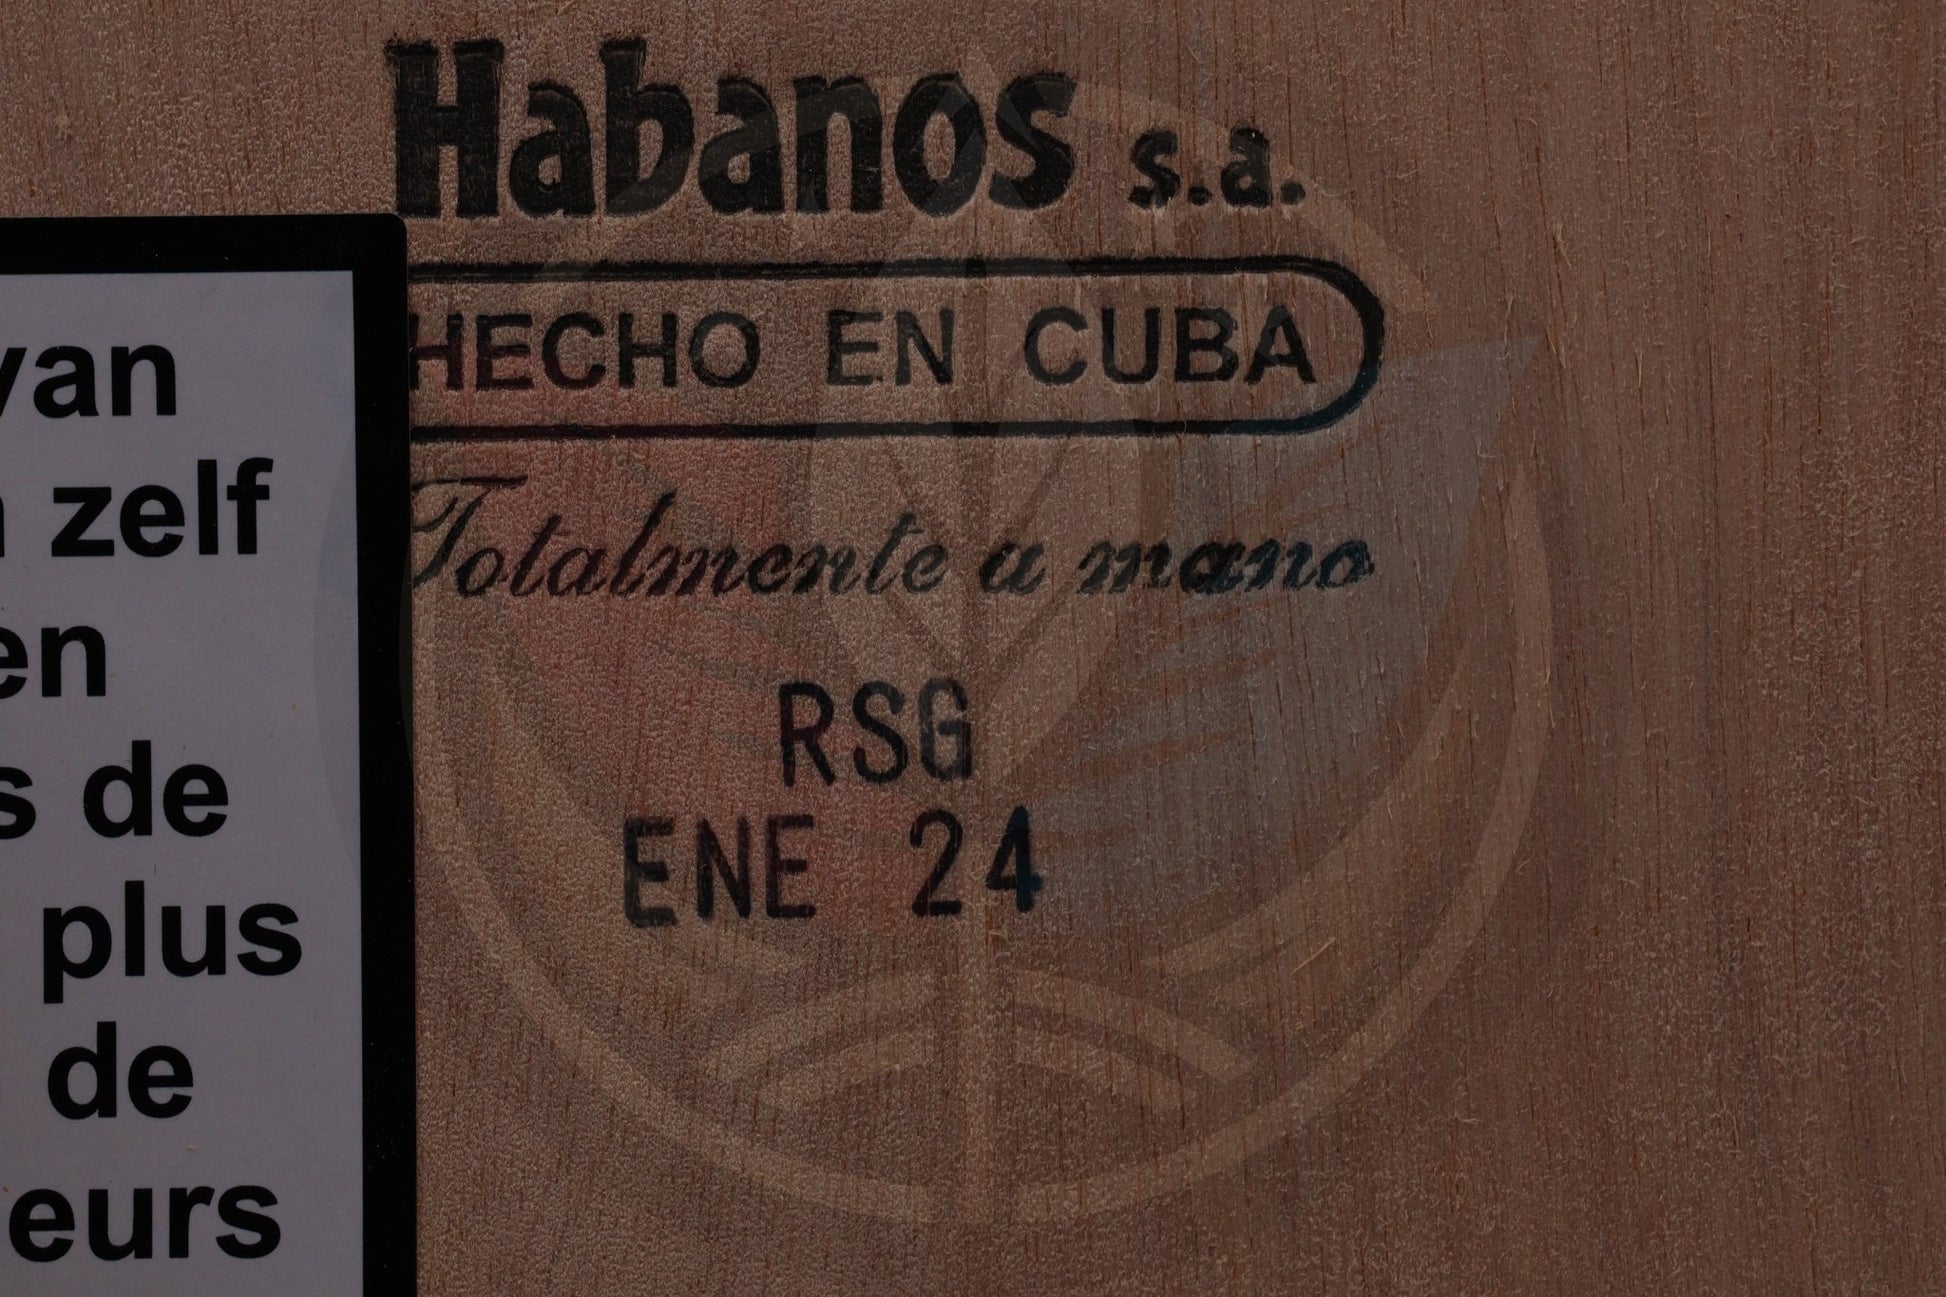 Habanos s.a.
HECHO EN CUBA
Totalmente a mano
RSG
ENE 24
van
zelf
en
de
plus
de
eurs